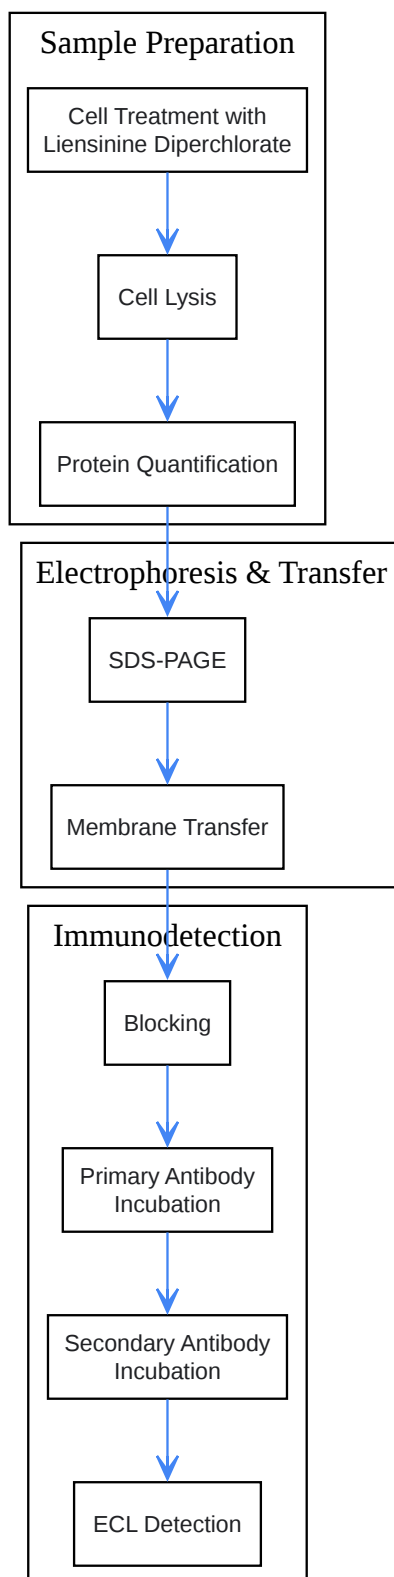 Sample Preparation
Cell Treatment with
Liensinine Diperchlorate
Cell Lysis
Protein Quantification
Electrophoresis & Transfer
SDS-PAGE
Membrane Transfer
Immunodetection
Blocking
Primary Antibody
Incubation
Secondary Antibody
Incubation
ECL Detection